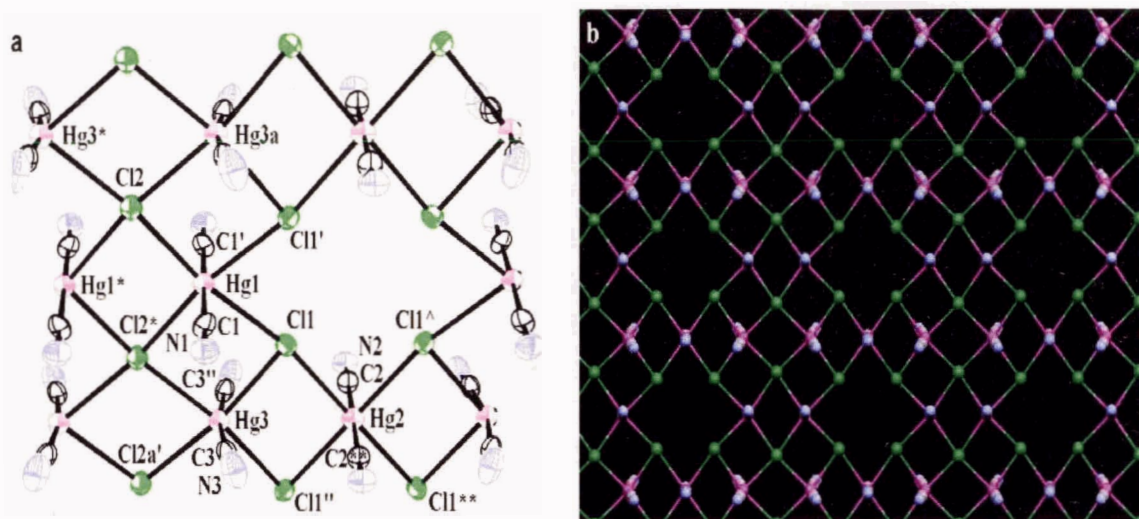 a
b
Hg3*
Hg3a
Cl2
C1'
Cl1'
Hg1*
Hg1
Cl2*
C1
N1
Cl1
Cl1^
N2
C2
C3"
Hg3
Hg2
Cl2a'
C3
C2**
N3
Cl1"
Cl1**